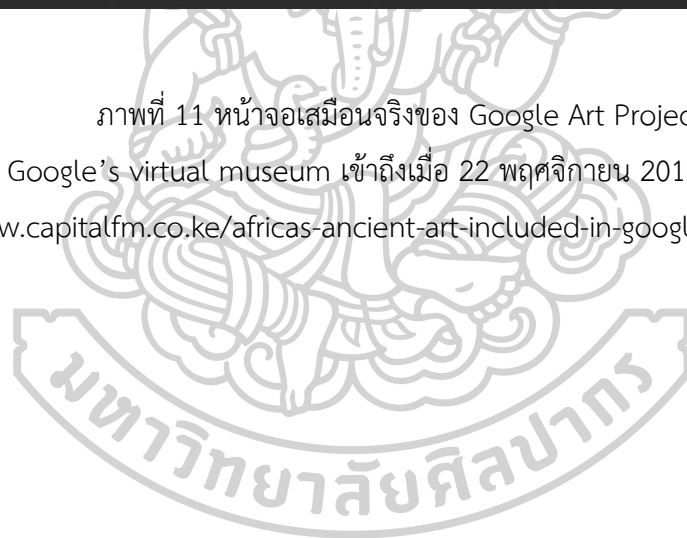 ภาพที่ 11 หน้าจอเสมือนจริงของ Google Art Projec
Google’s virtual museum เข้าถึงเมื่อ 22 พฤศจิกายน 201
w.capitalfm.co.ke/africas-ancient-art-included-in-googl
มหาวิทยาลัยศิลปากร